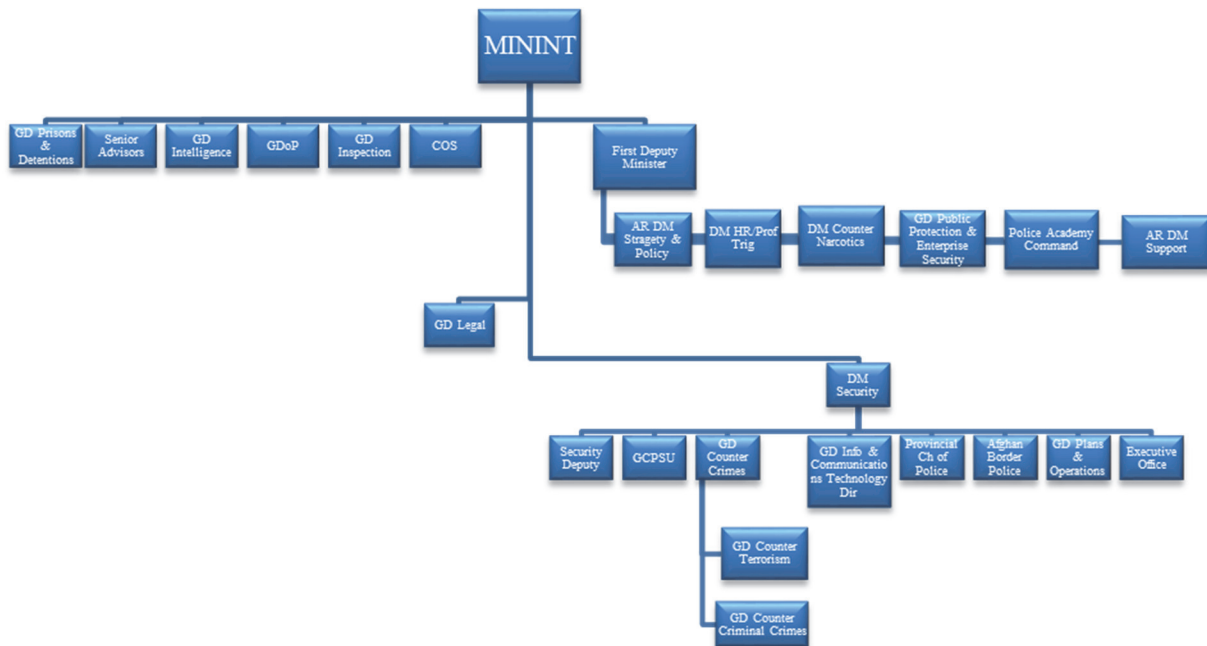 MININT
GD Prisons
&
Detentions
Senior
Advisors
GD
Intelligence
GDoP
GD
Inspection
COS
First Deputy
Minister
AR DM
Stragety &
Policy
DM HR/Prof
Trig
DM Counter
Narcotics
GD Public
Protection &
Enterprise
Security
Police Academy
Command
AR DM
Support
GD Legal
DM
Security
Security
Deputy
GCPSU
GD
Counter
Crimes
GD Info &
Communicatio
ns Technology
Dir
Provincial
Ch of
Police
Afghan
Border
Police
GD Plans
&
Operations
Executive
Office
GD Counter
Terrorism
GD Counter
Criminal Crimes